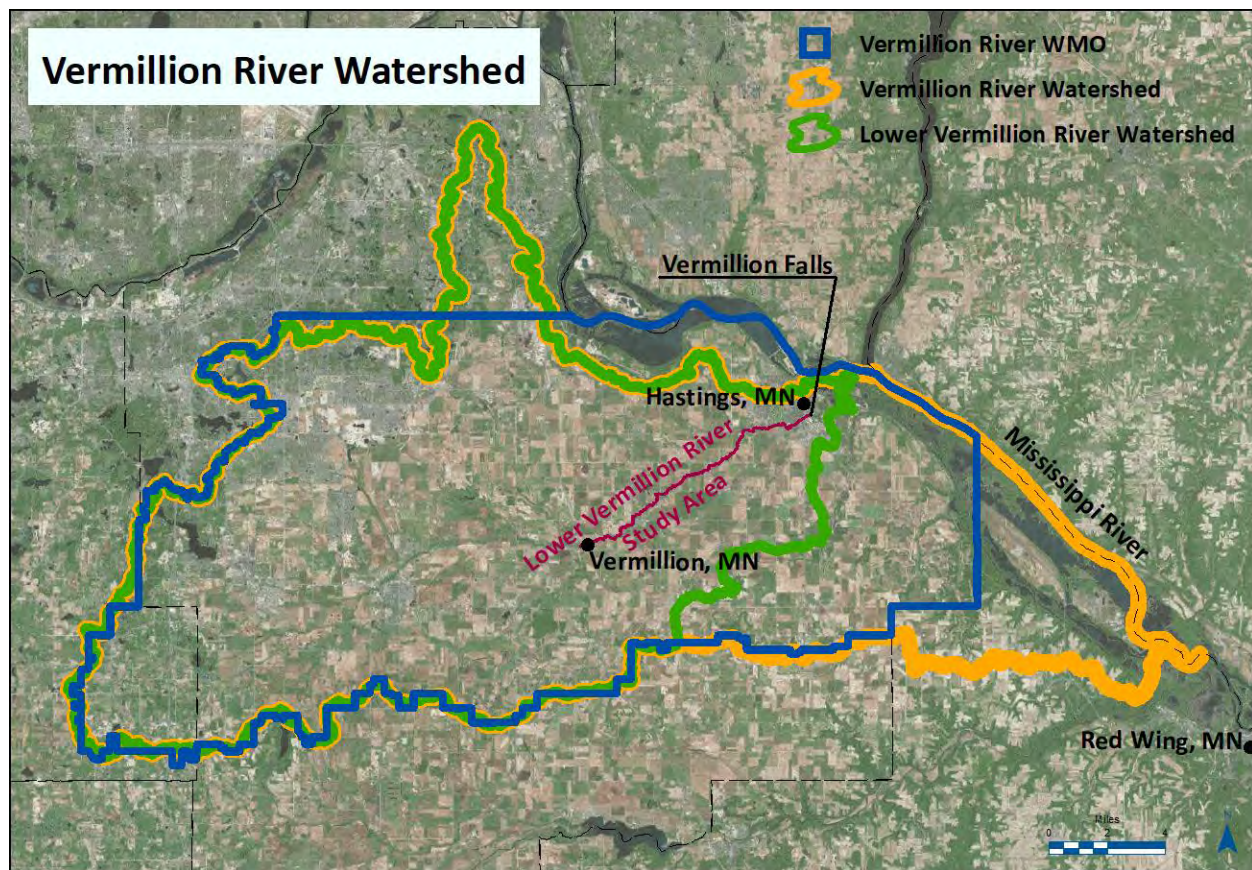 Vermillion River Watershed
Vermillion River WMO
Vermillion River Watershed
Lower Vermillion River Watershed
Vermillion Falls
Hastings, MN
Lower Vermillion River
Study Area
Vermillion, MN
Mississippi River
Red Wing, MN
Miles
0 2 4
N